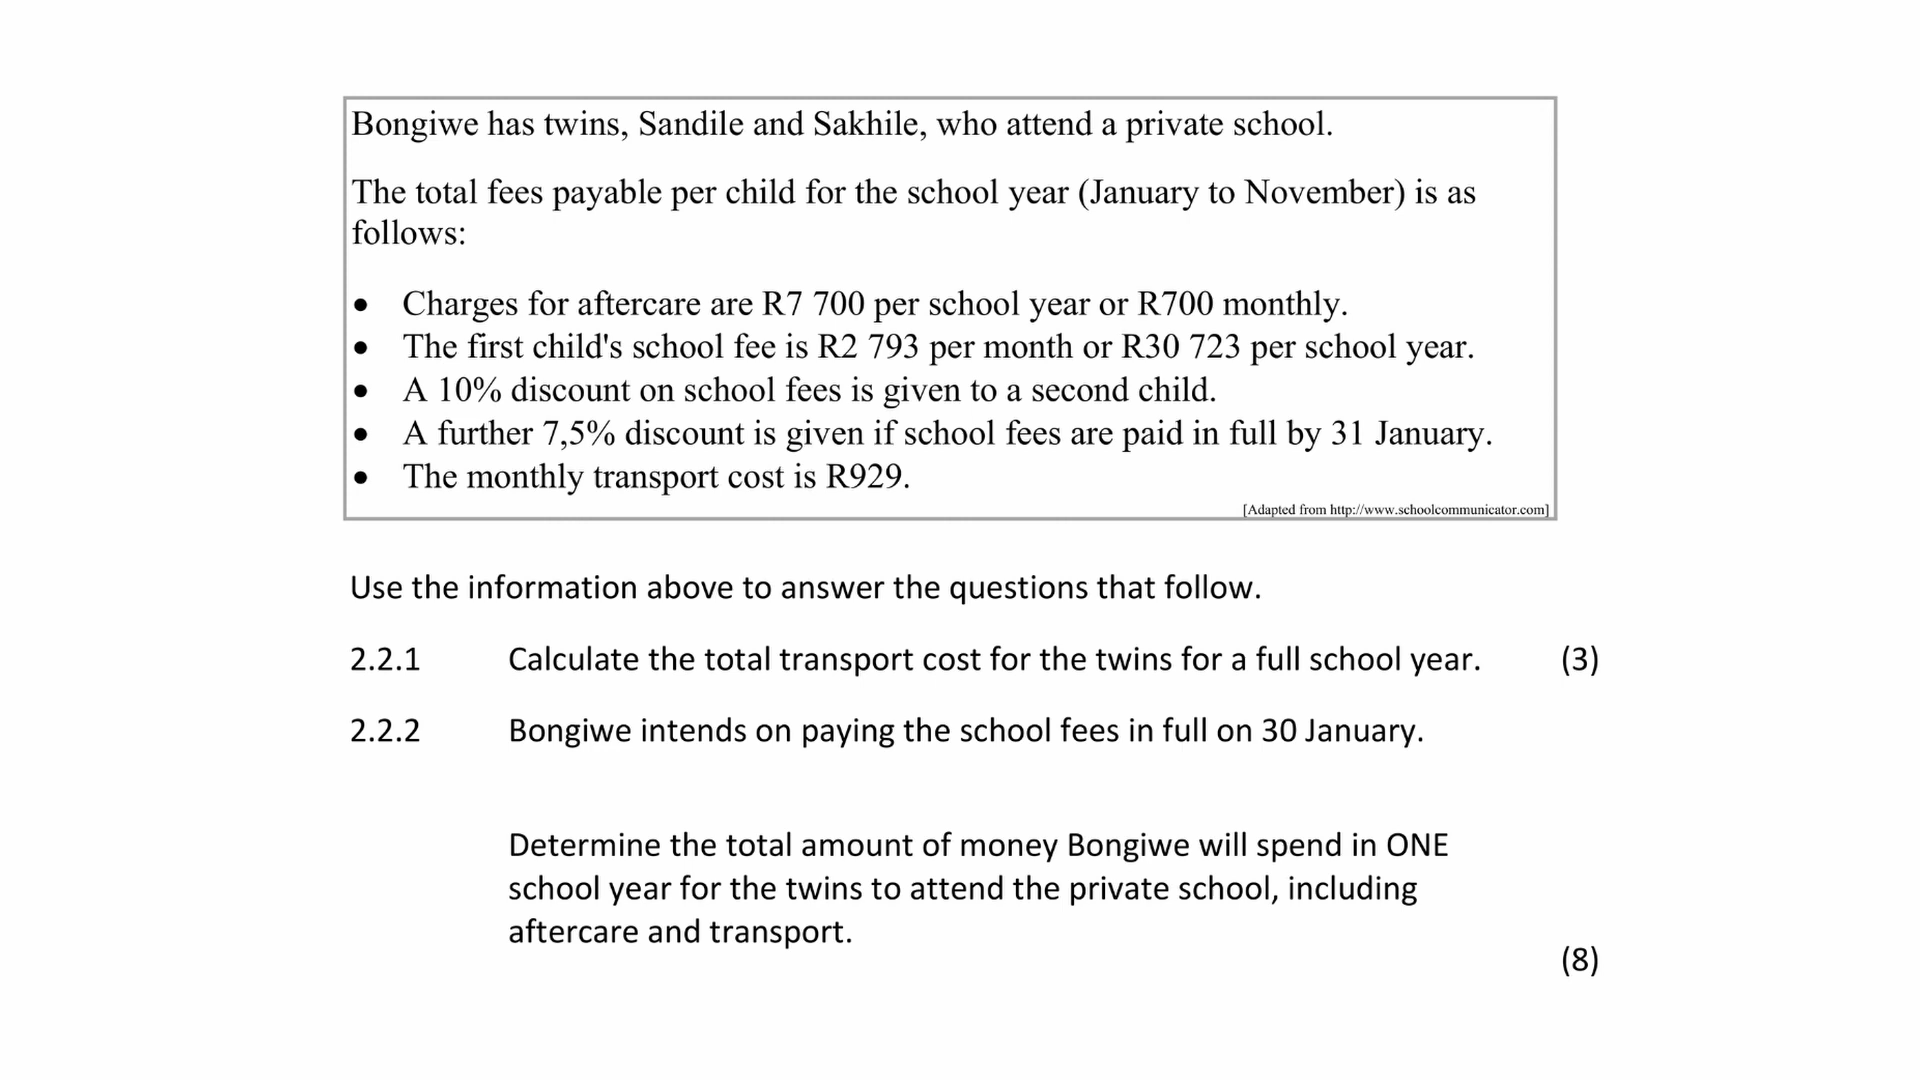 Bongiwe has twins, Sandile and Sakhile, who attend a private school.
The total fees payable per child for the school year (January to November) is as
follows:
• Charges for aftercare are R7 700 per school year or R700 monthly.
• The first child's school fee is R2 793 per month or R30 723 per school year.
• A 10% discount on school fees is given to a second child.
• A further 7,5% discount is given if school fees are paid in full by 31 January.
• The monthly transport cost is R929.
[Adapted from http://www.schoolcommunicator.com]
Use the information above to answer the questions that follow.
2.2.1 Calculate the total transport cost for the twins for a full school year. (3)
2.2.2 Bongiwe intends on paying the school fees in full on 30 January.
Determine the total amount of money Bongiwe will spend in ONE
school year for the twins to attend the private school, including
aftercare and transport.
(8)